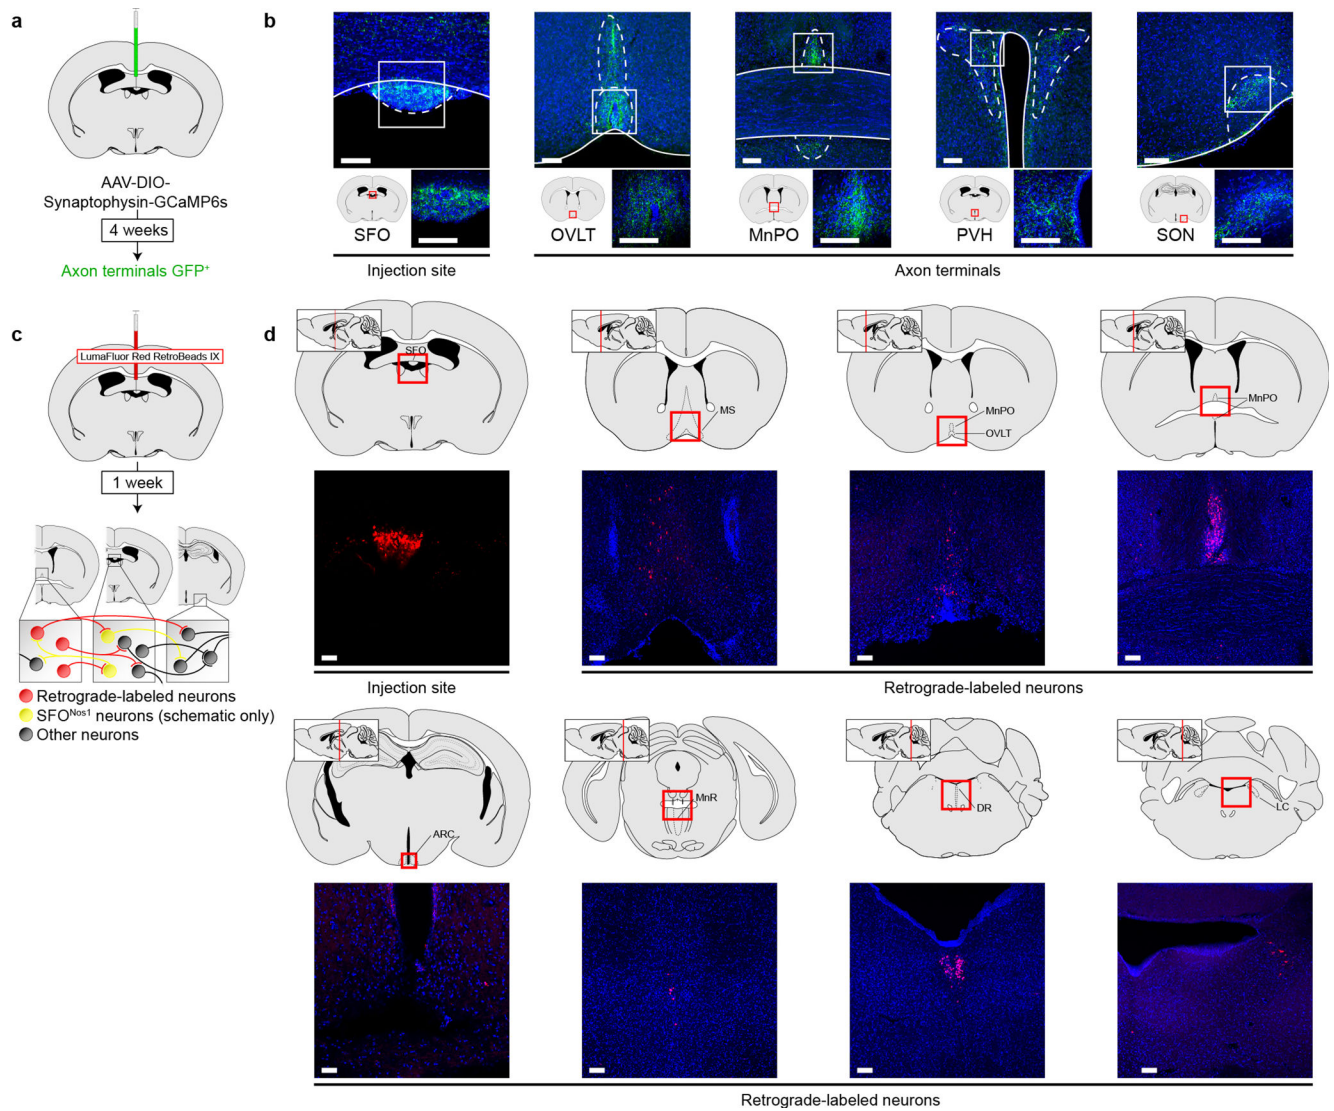 a
AAV-DIO-
Synaptophysin-GCaMP6s
4 weeks
Axon terminals GFP⁺
b
SFO
OVLT
MnPO
PVH
SON
Injection site
Axon terminals
c
LumaFluor Red RetroBeads IX
1 week
Retrograde-labeled neurons
SFO^Nos1 neurons (schematic only)
Other neurons
d
SFO
MS
MnPO
OVLT
MnPO
Injection site
Retrograde-labeled neurons
ARC
MnR
DR
LC
Retrograde-labeled neurons